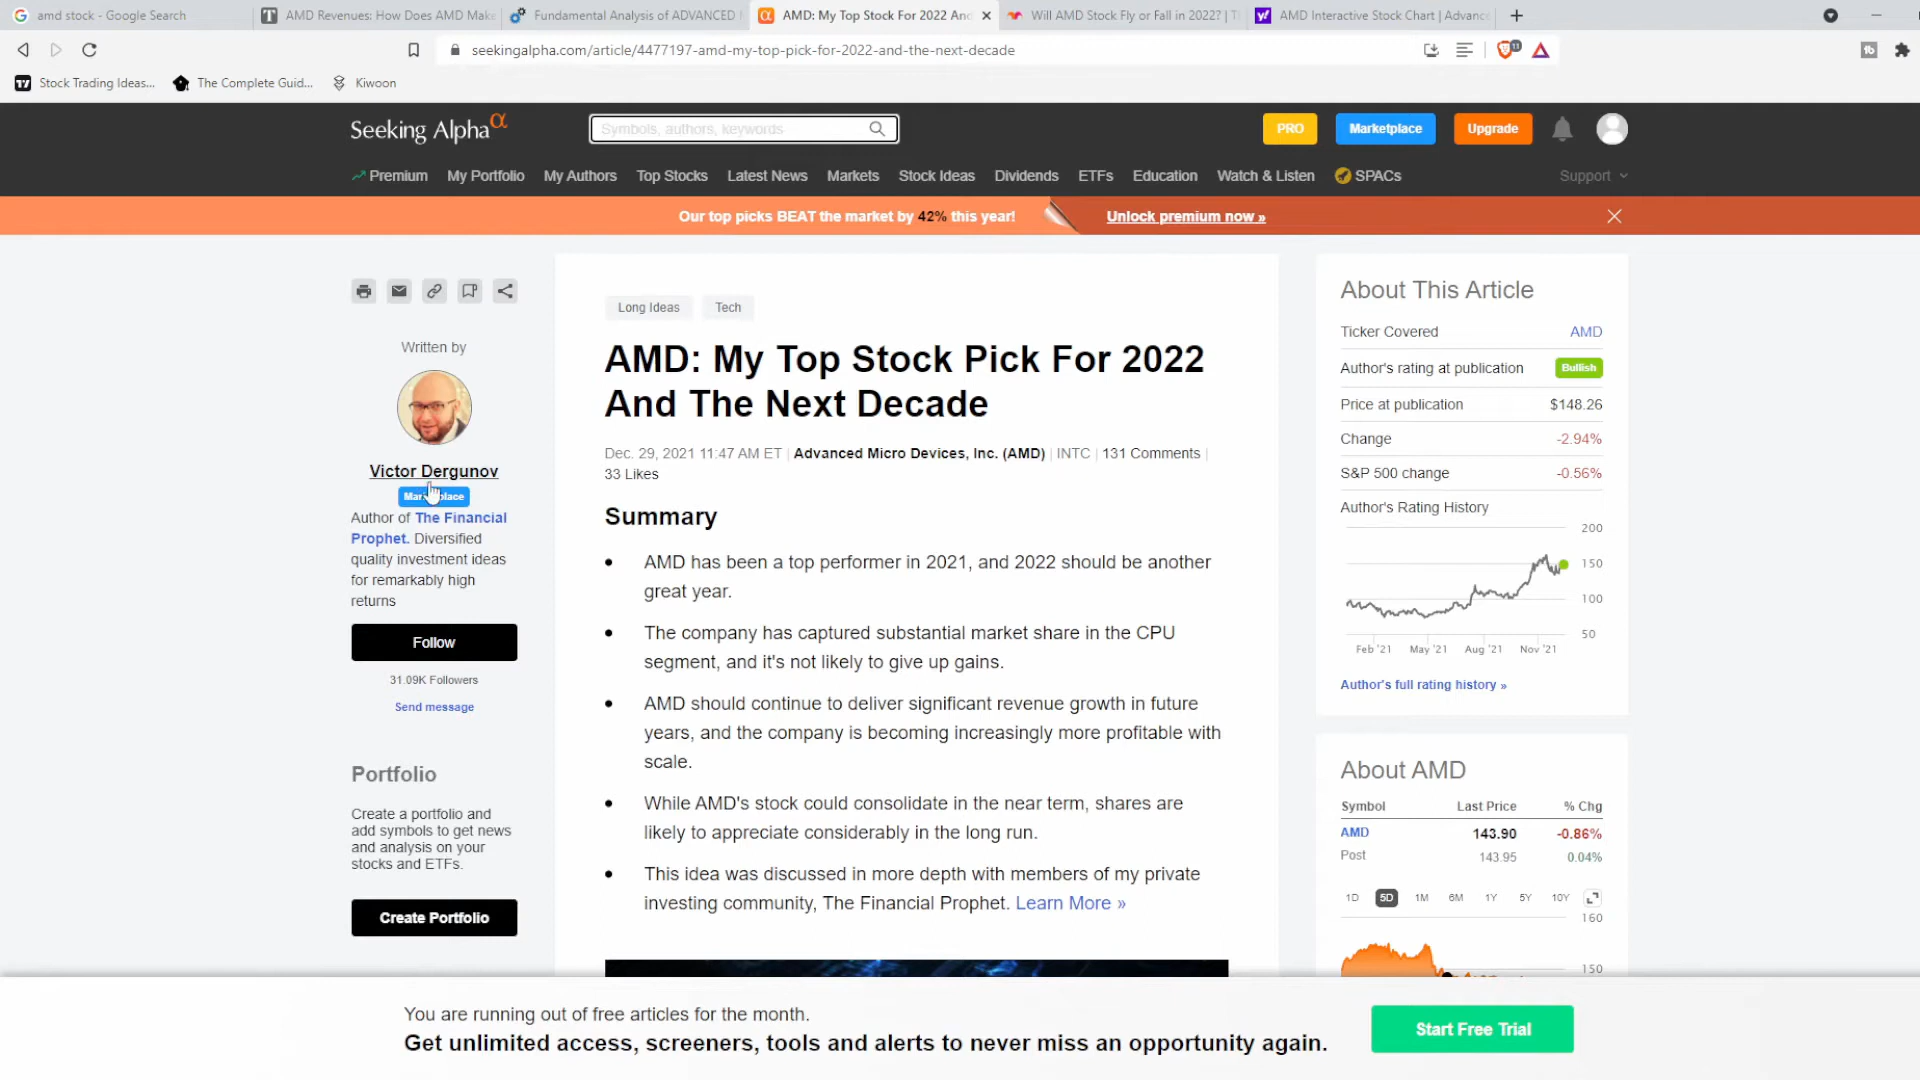 amd stock - Google Search
AMD Revenues: How Does AMD Make
Fundamental Analysis of ADVANCED
AMD: My Top Stock For 2022 And
Will AMD Stock Fly or Fall in 2022? | T
AMD Interactive Stock Chart | Advanc
seekingalpha.com/article/4477197-amd-my-top-pick-for-2022-and-the-next-decade
Stock Trading Ideas...
The Complete Guid...
Kiwoon
Seeking Alpha α
Symbols, authors, keywords
PRO
Marketplace
Upgrade
Premium
My Portfolio
My Authors
Top Stocks
Latest News
Markets
Stock Ideas
Dividends
ETFs
Education
Watch & Listen
SPACs
Support
Our top picks BEAT the market by 42% this year!
Unlock premium now »
Written by
Victor Dergunov
Author of The Financial
Prophet. Diversified
quality investment ideas
for remarkably high
returns
Follow
31.09K Followers
Send message
Portfolio
Create a portfolio and
add symbols to get news
and analysis on your
stocks and ETFs.
Create Portfolio
Long Ideas
Tech
AMD: My Top Stock Pick For 2022
And The Next Decade
Dec. 29, 2021 11:47 AM ET | Advanced Micro Devices, Inc. (AMD) | INTC | 131 Comments |
33 Likes
Summary
• AMD has been a top performer in 2021, and 2022 should be another
great year.
• The company has captured substantial market share in the CPU
segment, and it's not likely to give up gains.
• AMD should continue to deliver significant revenue growth in future
years, and the company is becoming increasingly more profitable with
scale.
• While AMD's stock could consolidate in the near term, shares are
likely to appreciate considerably in the long run.
• This idea was discussed in more depth with members of my private
investing community, The Financial Prophet. Learn More »
About This Article
Ticker Covered AMD
Author's rating at publication Bullish
Price at publication $148.26
Change -2.94%
S&P 500 change -0.56%
Author's Rating History
200
150
100
50
Feb '21 May '21 Aug '21 Nov '21
Author's full rating history »
About AMD
Symbol Last Price % Chg
AMD 143.90 -0.86%
Post 143.95 0.04%
1D 5D 1M 6M 1Y 5Y 10Y
160
150
You are running out of free articles for the month.
Get unlimited access, screeners, tools and alerts to never miss an opportunity again.
Start Free Trial